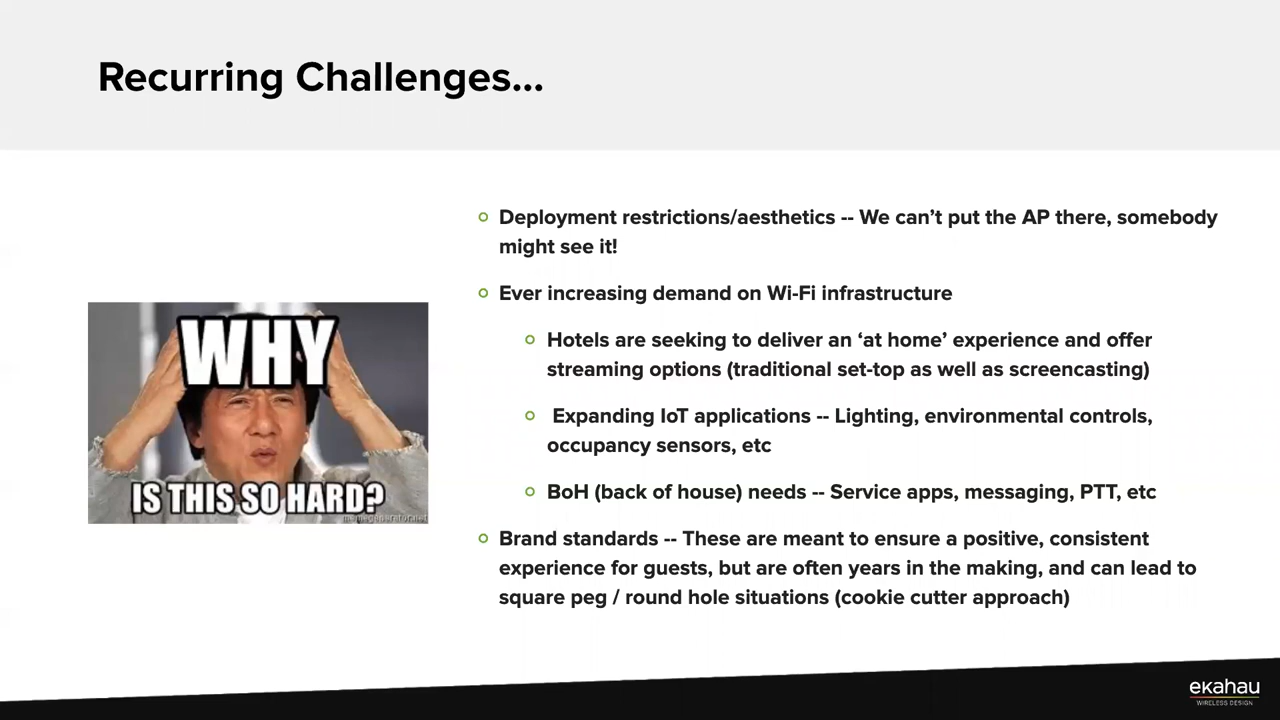 Recurring Challenges...
Deployment restrictions/aesthetics -- We can’t put the AP there, somebody
might see it!
Ever increasing demand on Wi-Fi infrastructure
Hotels are seeking to deliver an ‘at home’ experience and offer
streaming options (traditional set-top as well as screencasting)
Expanding IoT applications -- Lighting, environmental controls,
occupancy sensors, etc
BoH (back of house) needs -- Service apps, messaging, PTT, etc
Brand standards -- These are meant to ensure a positive, consistent
experience for guests, but are often years in the making, and can lead to
square peg / round hole situations (cookie cutter approach)
WHY
IS THIS SO HARD?
memegenerator.net
ekahau
WIRELESS DESIGN